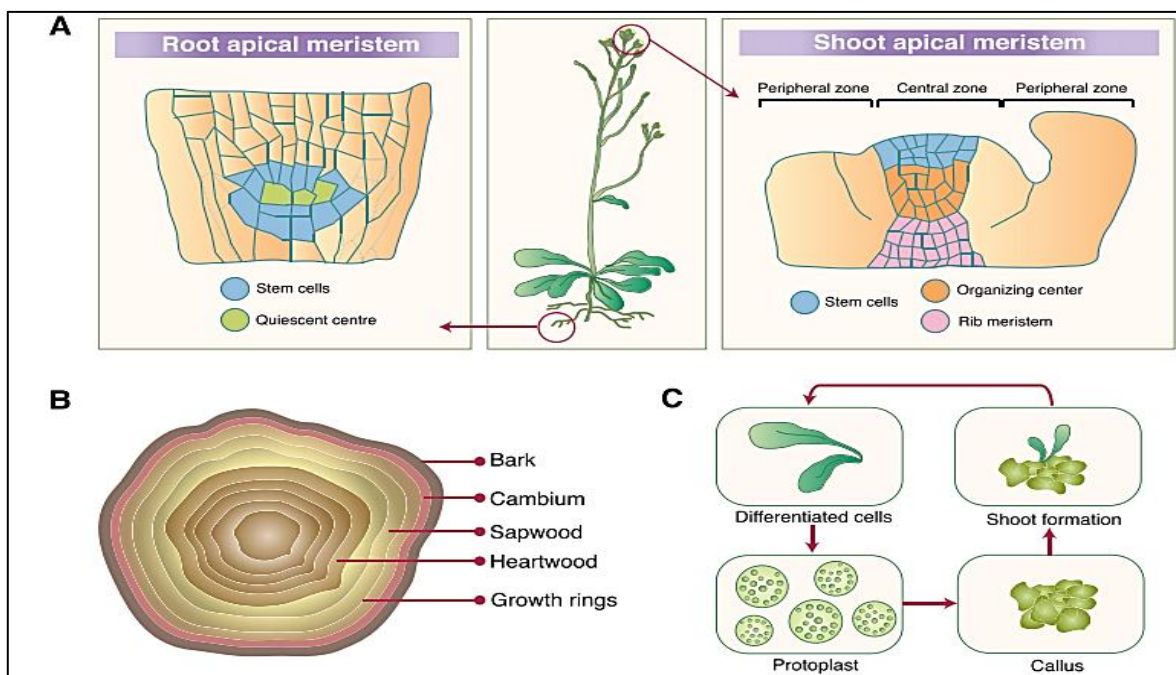 A
Root apical meristem
Stem cells
Quiescent centre
Shoot apical meristem
Peripheral zone Central zone Peripheral zone
Stem cells
Organizing center
Rib meristem
B
Bark
Cambium
Sapwood
Heartwood
Growth rings
C
Differentiated cells
Shoot formation
Protoplast
Callus